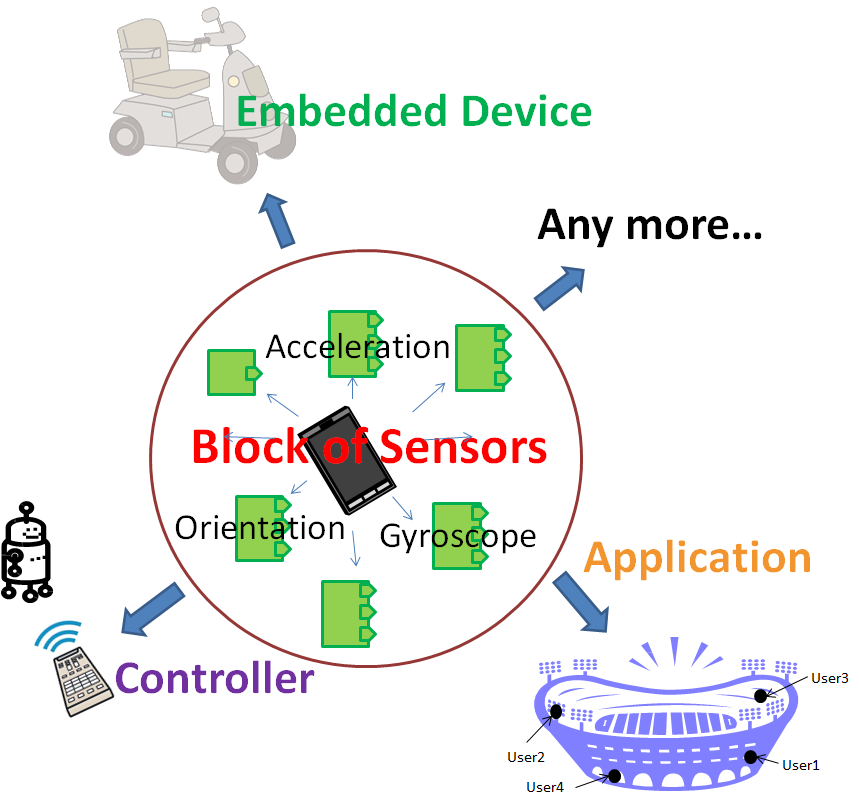 Embedded Device
Any more...
Acceleration
Block of Sensors
Orientation
Gyroscope
Application
Controller
User3
User2
User1
User4